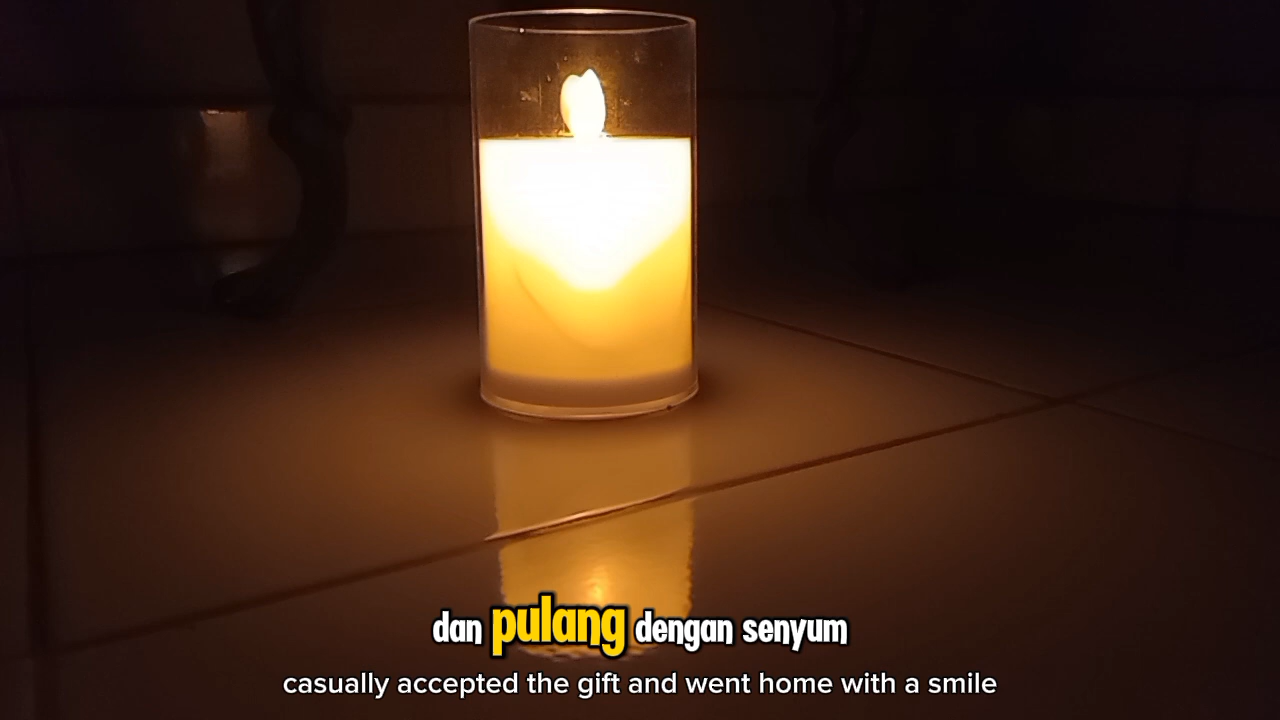 dan pulang dengan senyum
casually accepted the gift and went home with a smile